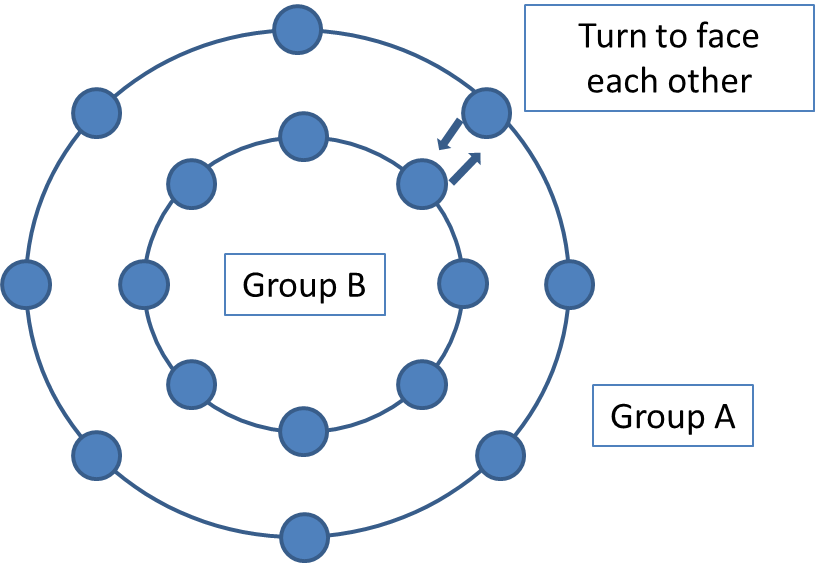 Turn to face
each other
Group B
Group A